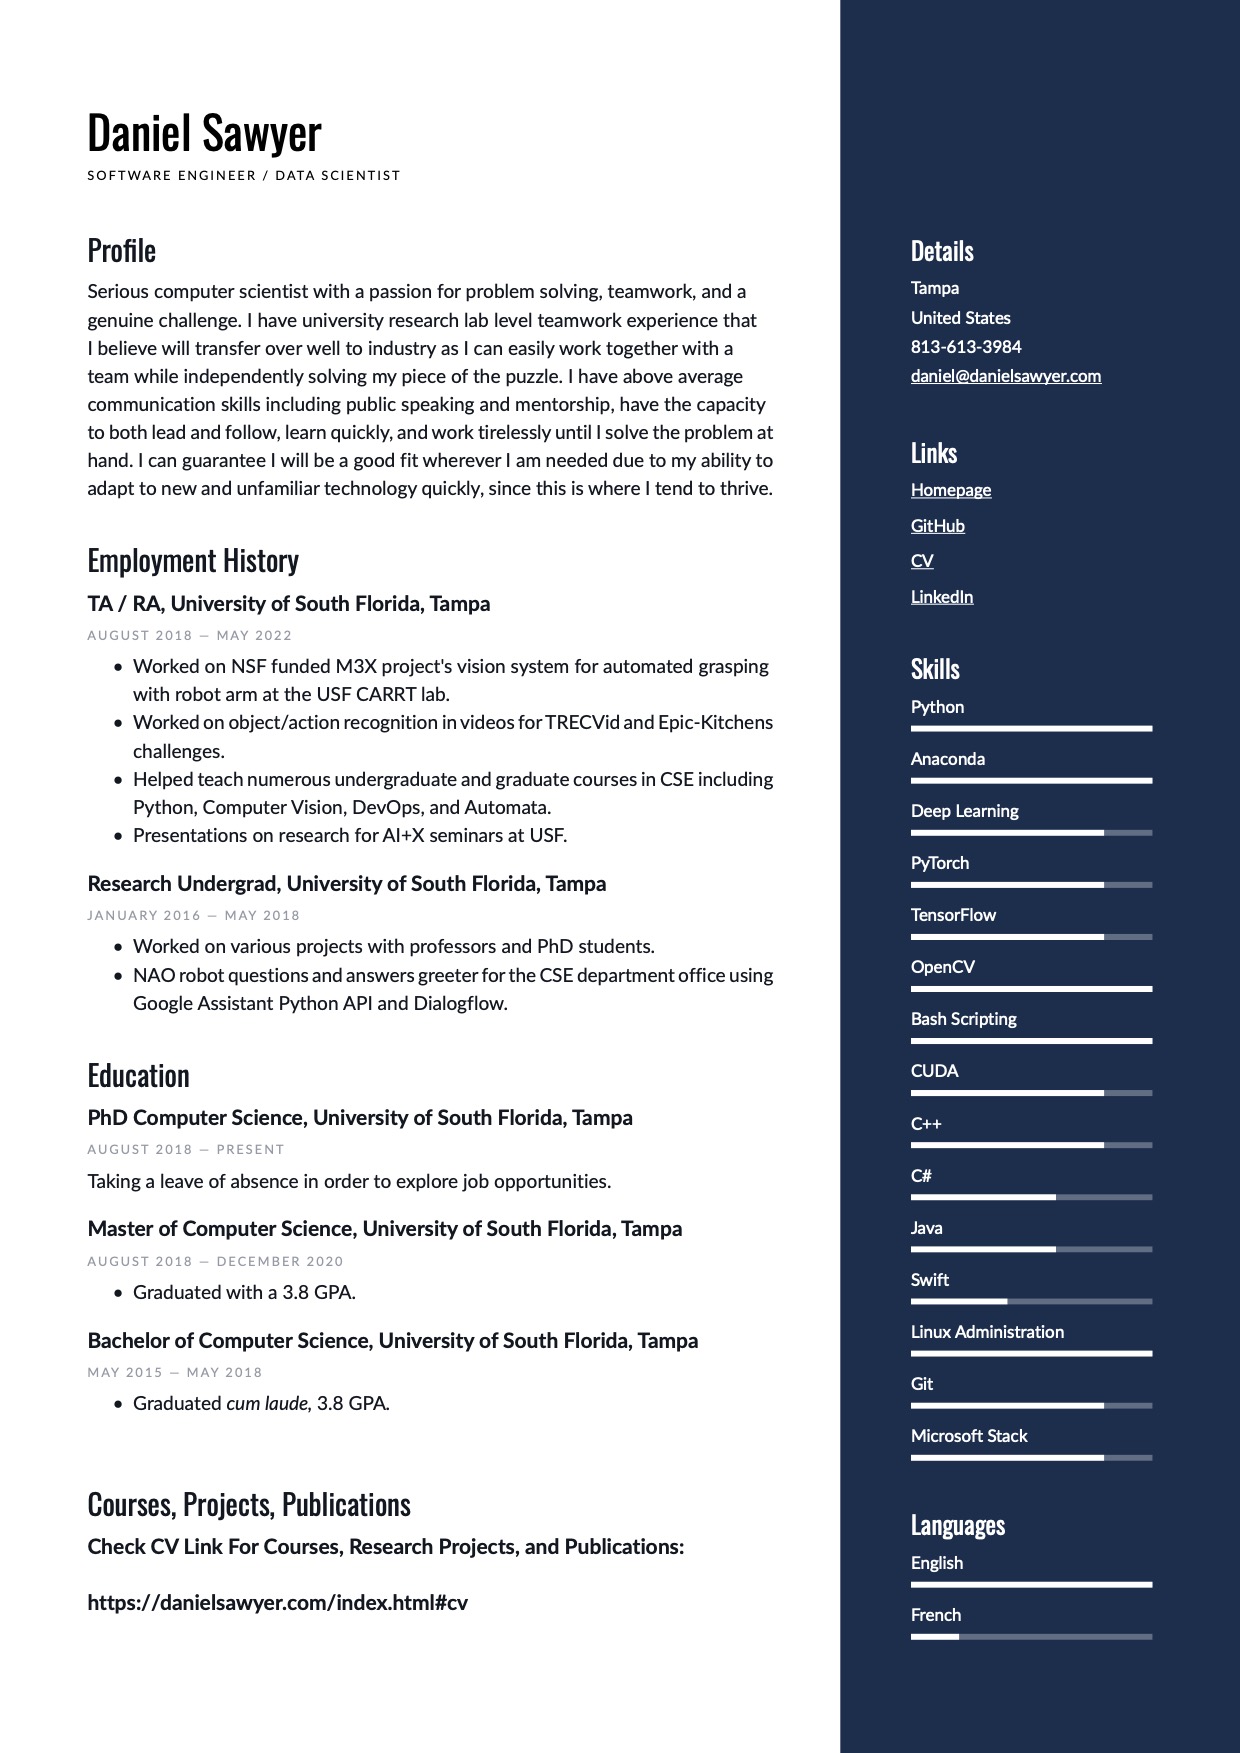 Daniel Sawyer
SOFTWARE ENGINEER / DATA SCIENTIST
Profile
Serious computer scientist with a passion for problem solving, teamwork, and a
genuine challenge. I have university research lab level teamwork experience that
I believe will transfer over well to industry as I can easily work together with a
team while independently solving my piece of the puzzle. I have above average
communication skills including public speaking and mentorship, have the capacity
to both lead and follow, learn quickly, and work tirelessly until I solve the problem at
hand. I can guarantee I will be a good fit wherever I am needed due to my ability to
adapt to new and unfamiliar technology quickly, since this is where I tend to thrive.
Employment History
TA / RA, University of South Florida, Tampa
AUGUST 2018 — MAY 2022
• Worked on NSF funded M3X project's vision system for automated grasping
with robot arm at the USF CARRT lab.
• Worked on object/action recognition in videos for TRECVid and Epic-Kitchens
challenges.
• Helped teach numerous undergraduate and graduate courses in CSE including
Python, Computer Vision, DevOps, and Automata.
• Presentations on research for AI+X seminars at USF.
Research Undergrad, University of South Florida, Tampa
JANUARY 2016 — MAY 2018
• Worked on various projects with professors and PhD students.
• NAO robot questions and answers greeter for the CSE department office using
Google Assistant Python API and Dialogflow.
Education
PhD Computer Science, University of South Florida, Tampa
AUGUST 2018 — PRESENT
Taking a leave of absence in order to explore job opportunities.
Master of Computer Science, University of South Florida, Tampa
AUGUST 2018 — DECEMBER 2020
• Graduated with a 3.8 GPA.
Bachelor of Computer Science, University of South Florida, Tampa
MAY 2015 — MAY 2018
• Graduated cum laude, 3.8 GPA.
Courses, Projects, Publications
Check CV Link For Courses, Research Projects, and Publications:
https://danielsawyer.com/index.html#cv
Details
Tampa
United States
813-613-3984
daniel@danielsawyer.com
Links
Homepage
GitHub
CV
LinkedIn
Skills
Python
Anaconda
Deep Learning
PyTorch
TensorFlow
OpenCV
Bash Scripting
CUDA
C++
C#
Java
Swift
Linux Administration
Git
Microsoft Stack
Languages
English
French